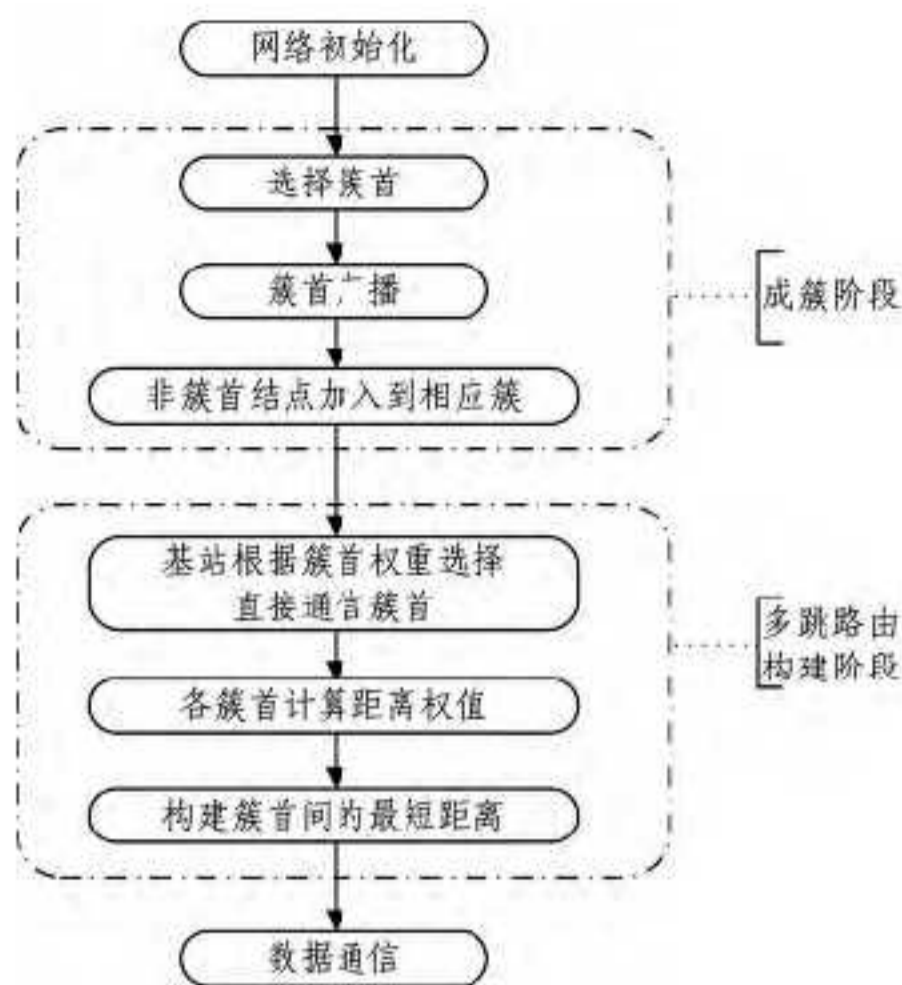 网络初始化
选择簇首
簇首广播
非簇首结点加入到相应簇
成簇阶段
基站根据簇首权重选择
直接通信簇首
各簇首计算距离权值
构建簇首间的最短距离
多跳路由
构建阶段
数据通信